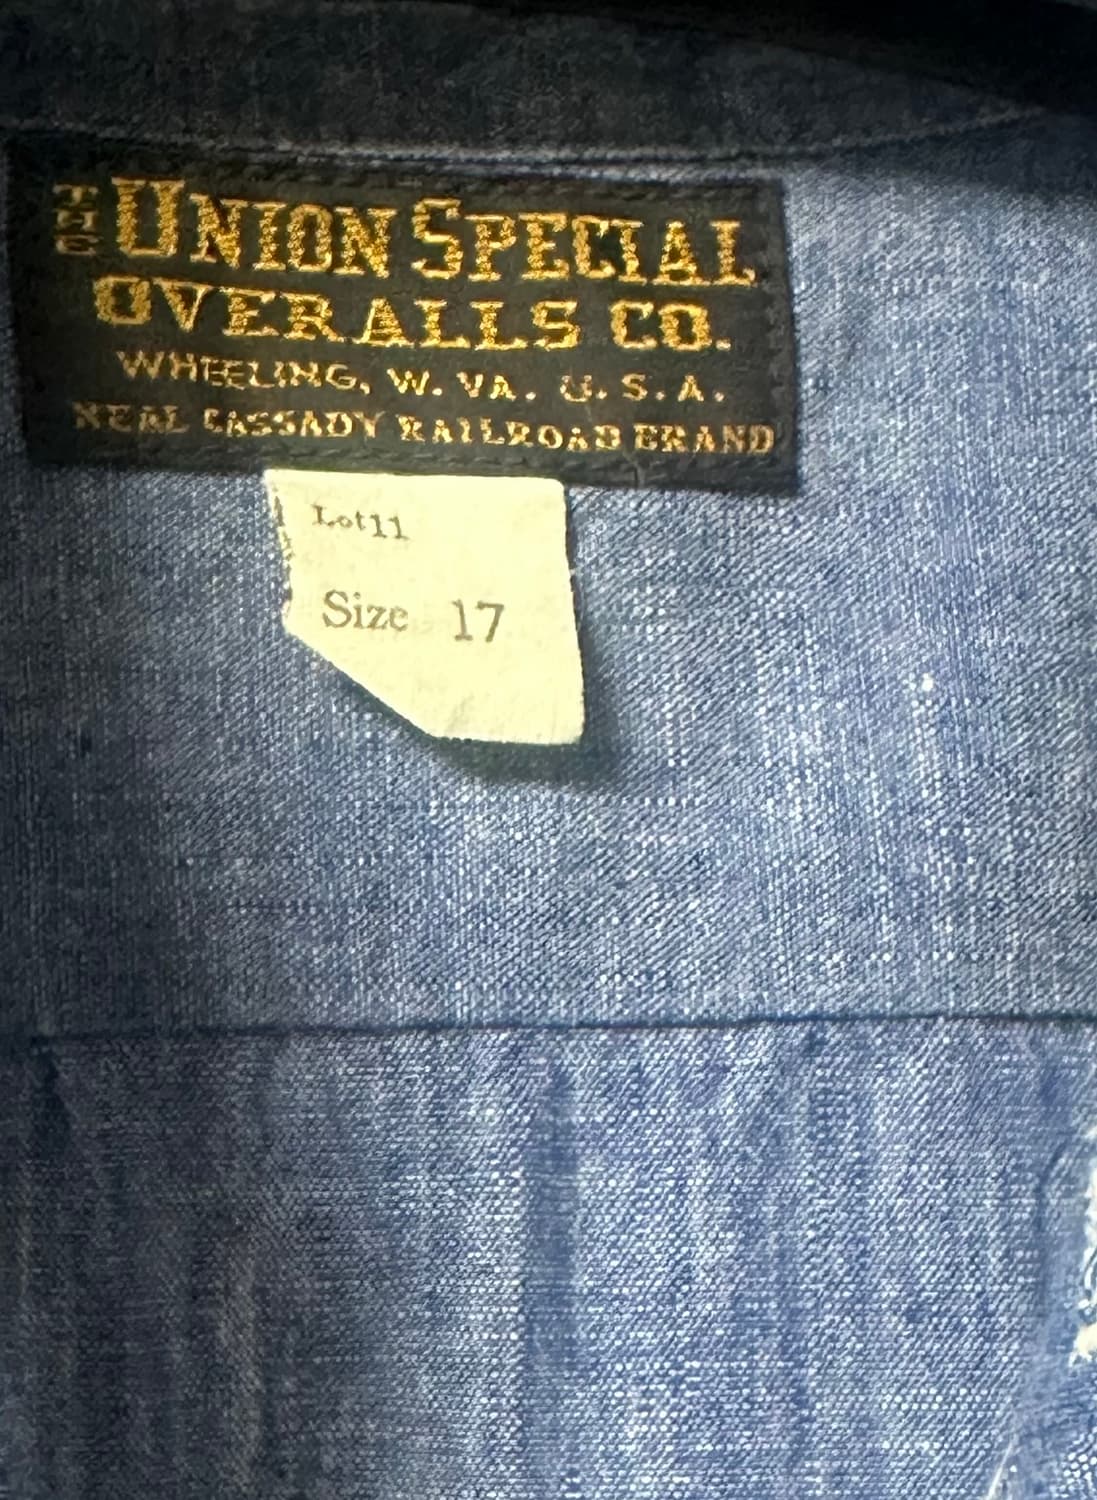 THE UNION SPECIAL
OVERALLS CO.
WHEELING, W. VA. U. S. A.
NEAL CASSADY RAILROAD BRAND
Lot11
Size 17